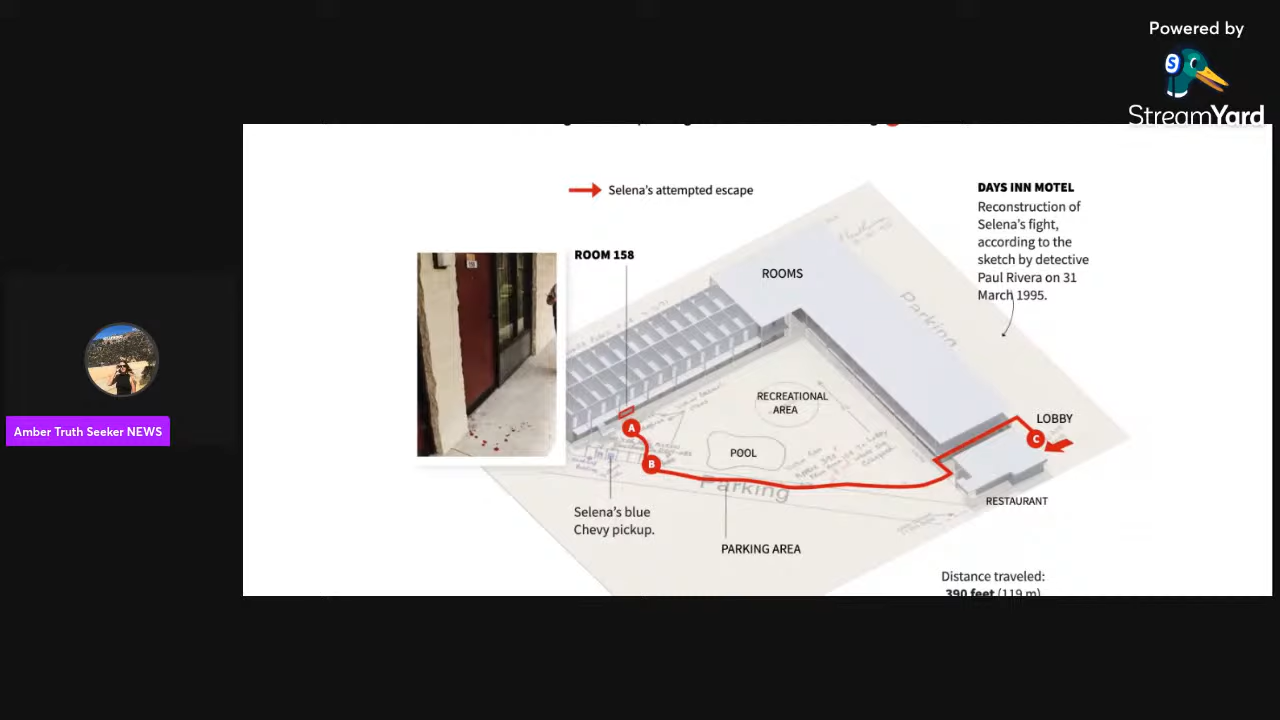 Powered by
StreamYard
Selena's attempted escape
DAYS INN MOTEL
Reconstruction of
Selena's fight,
according to the
sketch by detective
Paul Rivera on 31
March 1995.
ROOM 158
ROOMS
Parking
RECREATIONAL
AREA
LOBBY
A
C
B
POOL
Parking
RESTAURANT
Selena's blue
Chevy pickup.
PARKING AREA
Distance traveled:
390 feet (119 m)
Amber Truth Seeker NEWS